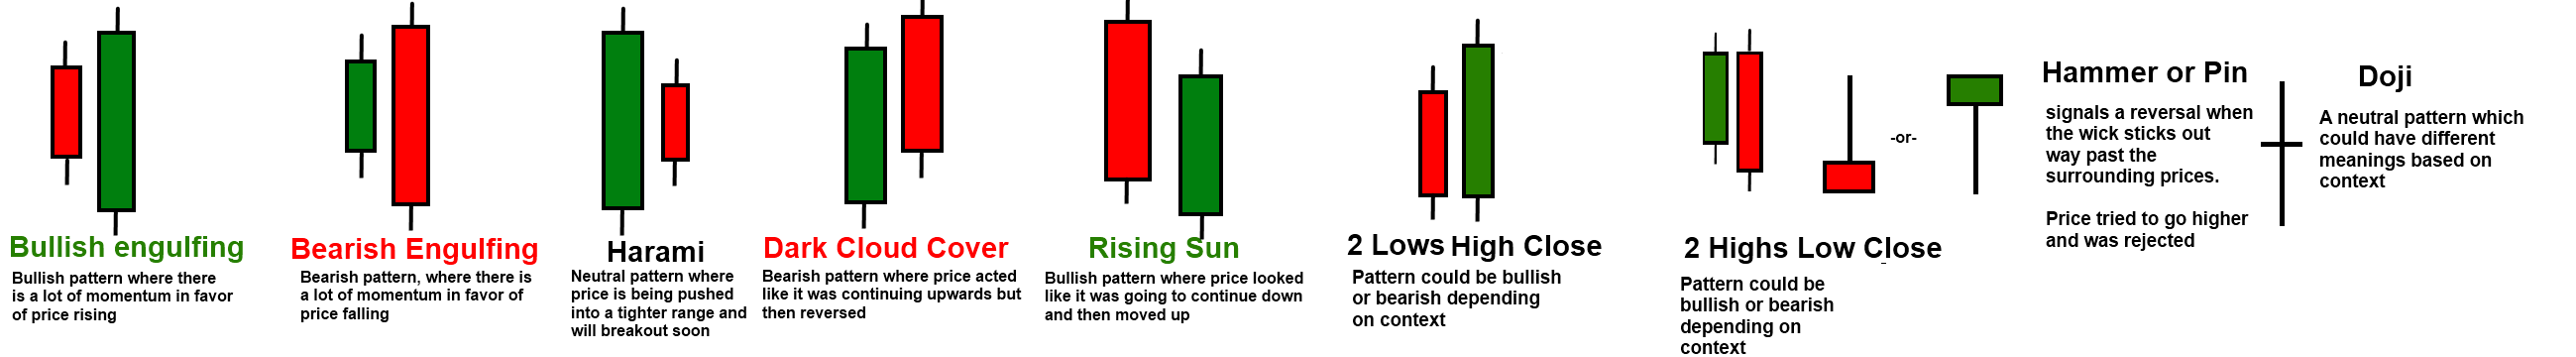 Bullish engulfing
Bullish pattern where there
is a lot of momentum in favor
of price rising
Bearish Engulfing
Bearish pattern, where there is
a lot of momentum in favor of
price falling
Harami
Neutral pattern where
price is being pushed
into a tighter range and
will breakout soon
Dark Cloud Cover
Bearish pattern where price acted
like it was continuing upwards but
then reversed
Rising Sun
Bullish pattern where price looked
like it was going to continue down
and then moved up
2 Lows High Close
Pattern could be bullish
or bearish depending
on context
2 Highs Low Close
Pattern could be
bullish or bearish
depending on
context
-or-
Hammer or Pin
signals a reversal when
the wick sticks out
way past the
surrounding prices.
Price tried to go higher
and was rejected
Doji
A neutral pattern which
could have different
meanings based on
context